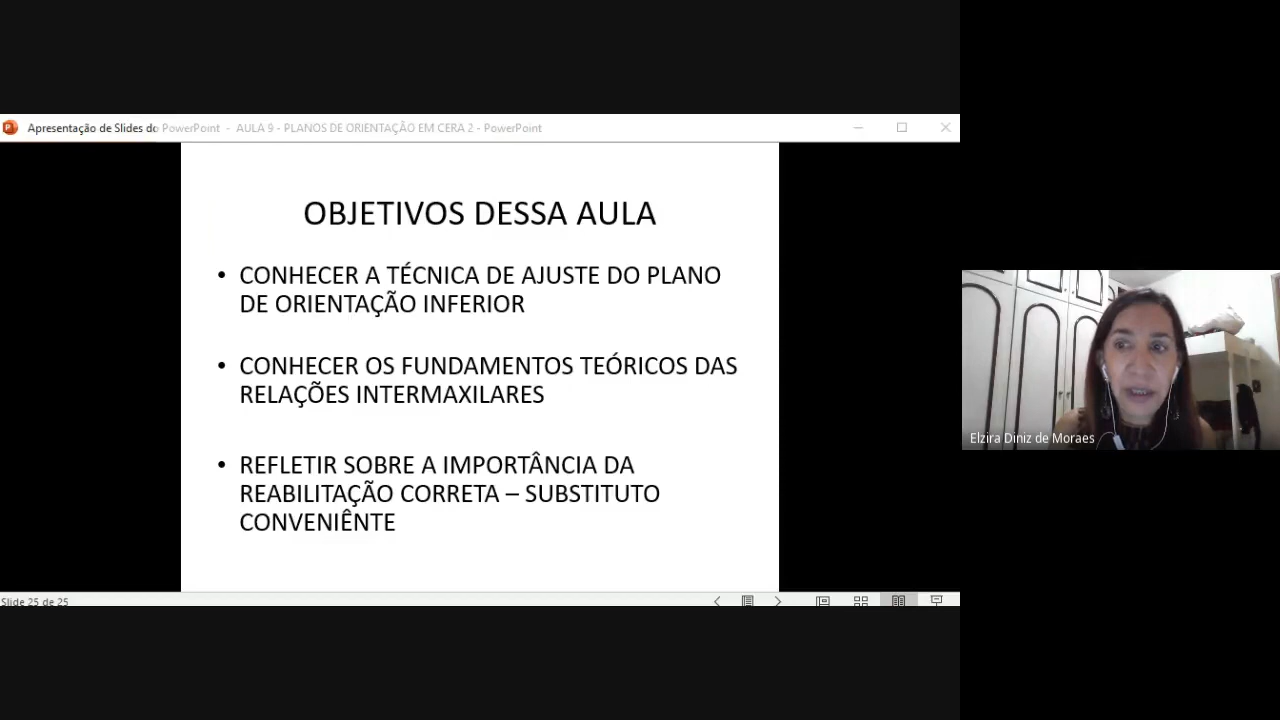 Apresentação de Slides do PowerPoint - AULA 9 - PLANOS DE ORIENTAÇÃO EM CERA 2 - PowerPoint
OBJETIVOS DESSA AULA
• CONHECER A TÉCNICA DE AJUSTE DO PLANO
DE ORIENTAÇÃO INFERIOR
• CONHECER OS FUNDAMENTOS TEÓRICOS DAS
RELAÇÕES INTERMAXILARES
• REFLETIR SOBRE A IMPORTÂNCIA DA
REABILITAÇÃO CORRETA – SUBSTITUTO
CONVENIÊNTE
Elzira Diniz de Moraes
Slide 25 de 25